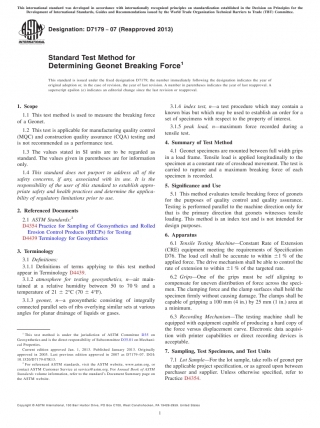 This international standard was developed in accordance with internationally recognized principles on standardization established in the Decision on Principles for the
Development of International Standards, Guides and Recommendations issued by the World Trade Organization Technical Barriers to Trade (TBT) Committee.
Designation: D7179 − 07 (Reapproved 2013)
INTERNATIONAL
Standard Test Method for
Determining Geonet Breaking Force1
This standard is issued under the fixed designation D7179; the number immediately following the designation indicates the year of
original adoption or, in the case of revision, the year of last revision. A number in parentheses indicates the year of last reapproval. A
superscript epsilon (ε) indicates an editorial change since the last revision or reapproval.
1. Scope
1.1 This test method is used to measure the breaking force
of a Geonet.
1.2 This test is applicable for manufacturing quality control
(MQC) and construction quality assurance (CQA) testing and
is not recommended as a performance test.
1.3 The values stated in SI units are to be regarded as
standard. The values given in parentheses are for information
only.
1.4 This standard does not purport to address all of the
safety concerns, if any, associated with its use. It is the
responsibility of the user of this standard to establish appro-
priate safety and health practices and determine the applica-
bility of regulatory limitations prior to use.
2. Referenced Documents
2.1 ASTM Standards:2
D4354 Practice for Sampling of Geosynthetics and Rolled
Erosion Control Products (RECPs) for Testing
D4439 Terminology for Geosynthetics
3. Terminology
3.1 Definitions:
3.1.1 Definitions of terms applying to this test method
appear in Terminology D4439.
3.1.2 atmosphere for testing geosynthetics, n—air main-
tained at a relative humidity between 50 to 70 % and a
temperature of 21 ± 2°C (70 ± 4°F).
3.1.3 geonet, n—a geosynthetic consisting of integrally
connected parallel sets of ribs overlying similar sets at various
angles for planar drainage of liquids or gases.
1 This test method is under the jurisdiction of ASTM Committee D35 on
Geosynthetics and is the direct responsibility of Subcommittee D35.01 on Mechani-
cal Properties.
Current edition approved Jan. 1, 2013. Published January 2013. Originally
approved in 2005. Last previous edition approved in 2007 as D7179–07. DOI:
2 For referenced ASTM standards, visit the ASTM website, www.astm.org, or
contact ASTM Customer Service at service@astm.org. For Annual Book of ASTM
Standards volume information, refer to the standard's Document Summary page on
the ASTM website.
3.1.4 index test, n—a test procedure which may contain a
known bias but which may be used to establish an order for a
set of specimens with respect to the property of interest.
3.1.5 peak load, n—maximum force recorded during a
tensile test.
4. Summary of Test Method
4.1 Geonet specimens are mounted between full width grips
in a load frame. Tensile load is applied longitudinally to the
specimen at a constant rate of crosshead movement. The test is
carried to rupture and a maximum breaking force of each
specimen is recorded.
5. Significance and Use
5.1 This method evaluates tensile breaking force of geonets
for the purposes of quality control and quality assurance.
Testing is performed parallel to the machine direction only for
that is the primary direction that geonets witnesses tensile
loading. This method is an index test and is not intended for
design purposes.
6. Apparatus
6.1 Tensile Testing Machine—Constant Rate of Extension
(CRE) equipment meeting the requirements of Specification
D76. The load cell shall be accurate to within ±1 % of the
applied force. The drive mechanism shall be able to control the
rate of extension to within ±1 % of the targeted rate.
6.2 Grips—One of the grips must be self aligning to
compensate for uneven distribution of force across the speci-
men. The clamping force and the clamp surfaces shall hold the
specimen firmly without causing damage. The clamps shall be
capable of gripping a 100 mm (4 in.) by 25 mm (1 in.) area at
a minimum.
6.3 Recording Mechanism—The testing machine shall be
equipped with equipment capable of producing a hard copy of
the force versus displacement curve. Electronic data acquisi-
tion with printer capabilities or direct recording devices is
acceptable.
7. Sampling, Test Specimens, and Test Units
7.1 Lot Sample—For the lot sample, take rolls of geonet per
the applicable project specification, or as agreed upon between
purchaser and supplier. Unless otherwise specified, refer to
Practice D4354.
Copyright © ASTM International, 100 Barr Harbor Drive, PO Box C700, West Conshohocken, PA 19428-2959. United States
1